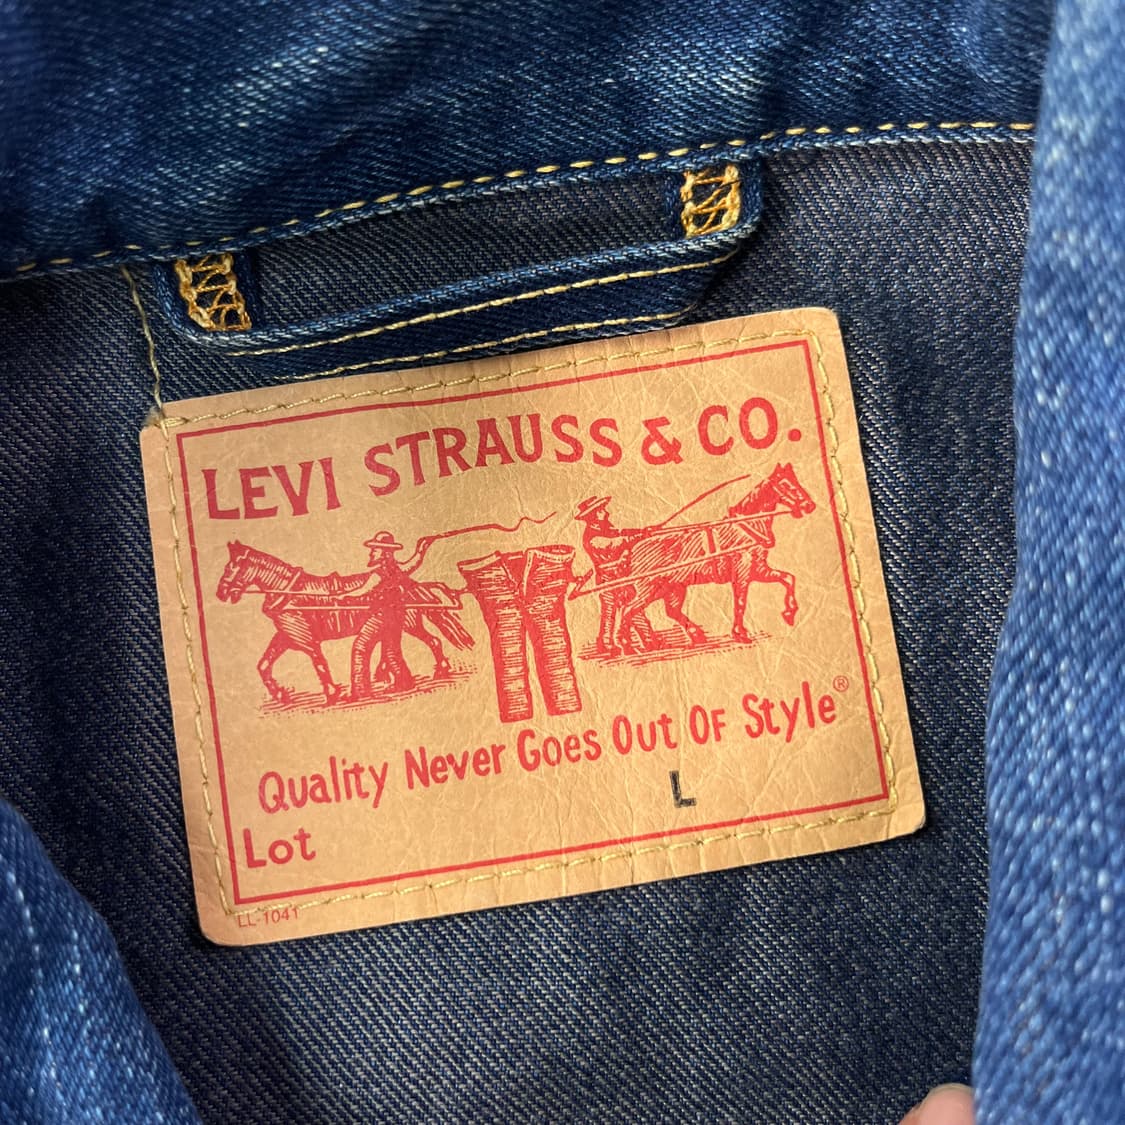 LEVI STRAUSS & CO.
Quality Never Goes Out OF Style®
L
Lot
LL-1041